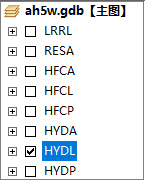 ah5w.gdb【主图】
LRRL
RESA
HFCA
HFCL
HFCP
HYDA
HYDL
HYDP